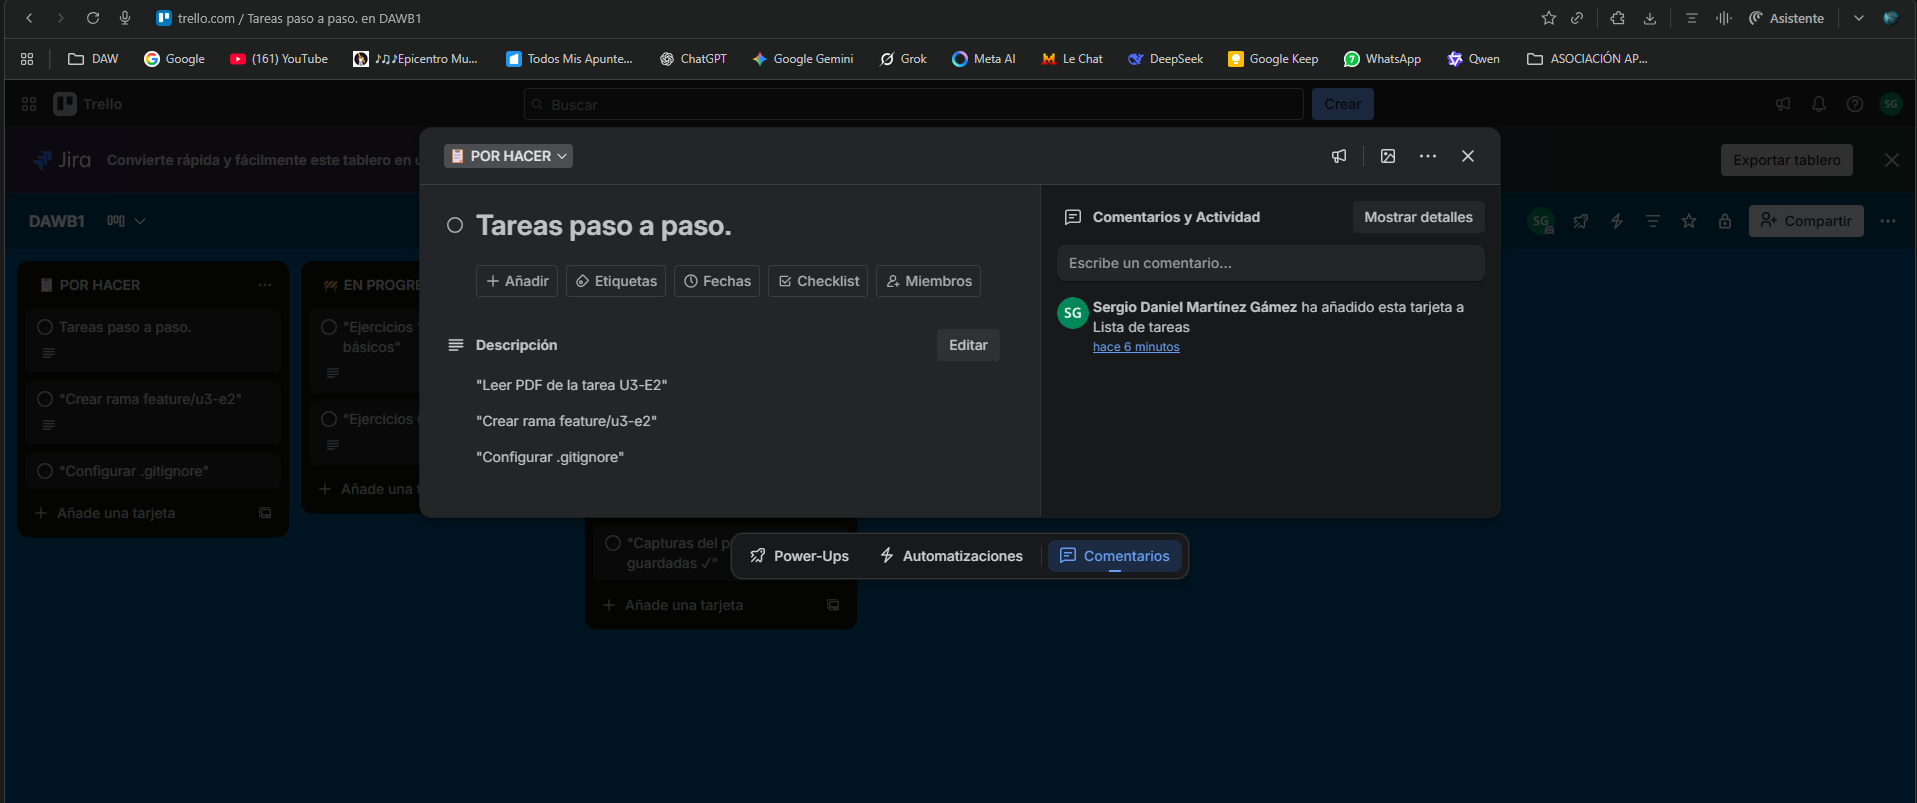 trello.com / Tareas paso a paso. en DAWB1
Asistente
DAW
Google
(161) YouTube
♪♫♪Epicentro Mu...
Todos Mis Apunte...
ChatGPT
Google Gemini
Grok
Meta AI
Le Chat
DeepSeek
Google Keep
7
WhatsApp
Qwen
ASOCIACIÓN AP...
Trello
Buscar
Crear
SG
Jira
Convierte rápida y fácilmente este tablero en
Exportar tablero
DAWB1
SG
Compartir
POR HACER
Tareas paso a paso.
"Crear rama feature/u3-e2"
"Configurar .gitignore"
Añade una tarjeta
EN PROGRE
"Ejercicios
básicos"
"Ejercicios
Añade una
"Capturas del p
guardadas ✓"
Añade una tarjeta
POR HACER
Tareas paso a paso.
Añadir
Etiquetas
Fechas
Checklist
Miembros
Descripción
Editar
"Leer PDF de la tarea U3-E2"
"Crear rama feature/u3-e2"
"Configurar .gitignore"
Comentarios y Actividad
Mostrar detalles
Escribe un comentario...
SG
Sergio Daniel Martínez Gámez ha añadido esta tarjeta a
Lista de tareas
hace 6 minutos
Power-Ups
Automatizaciones
Comentarios